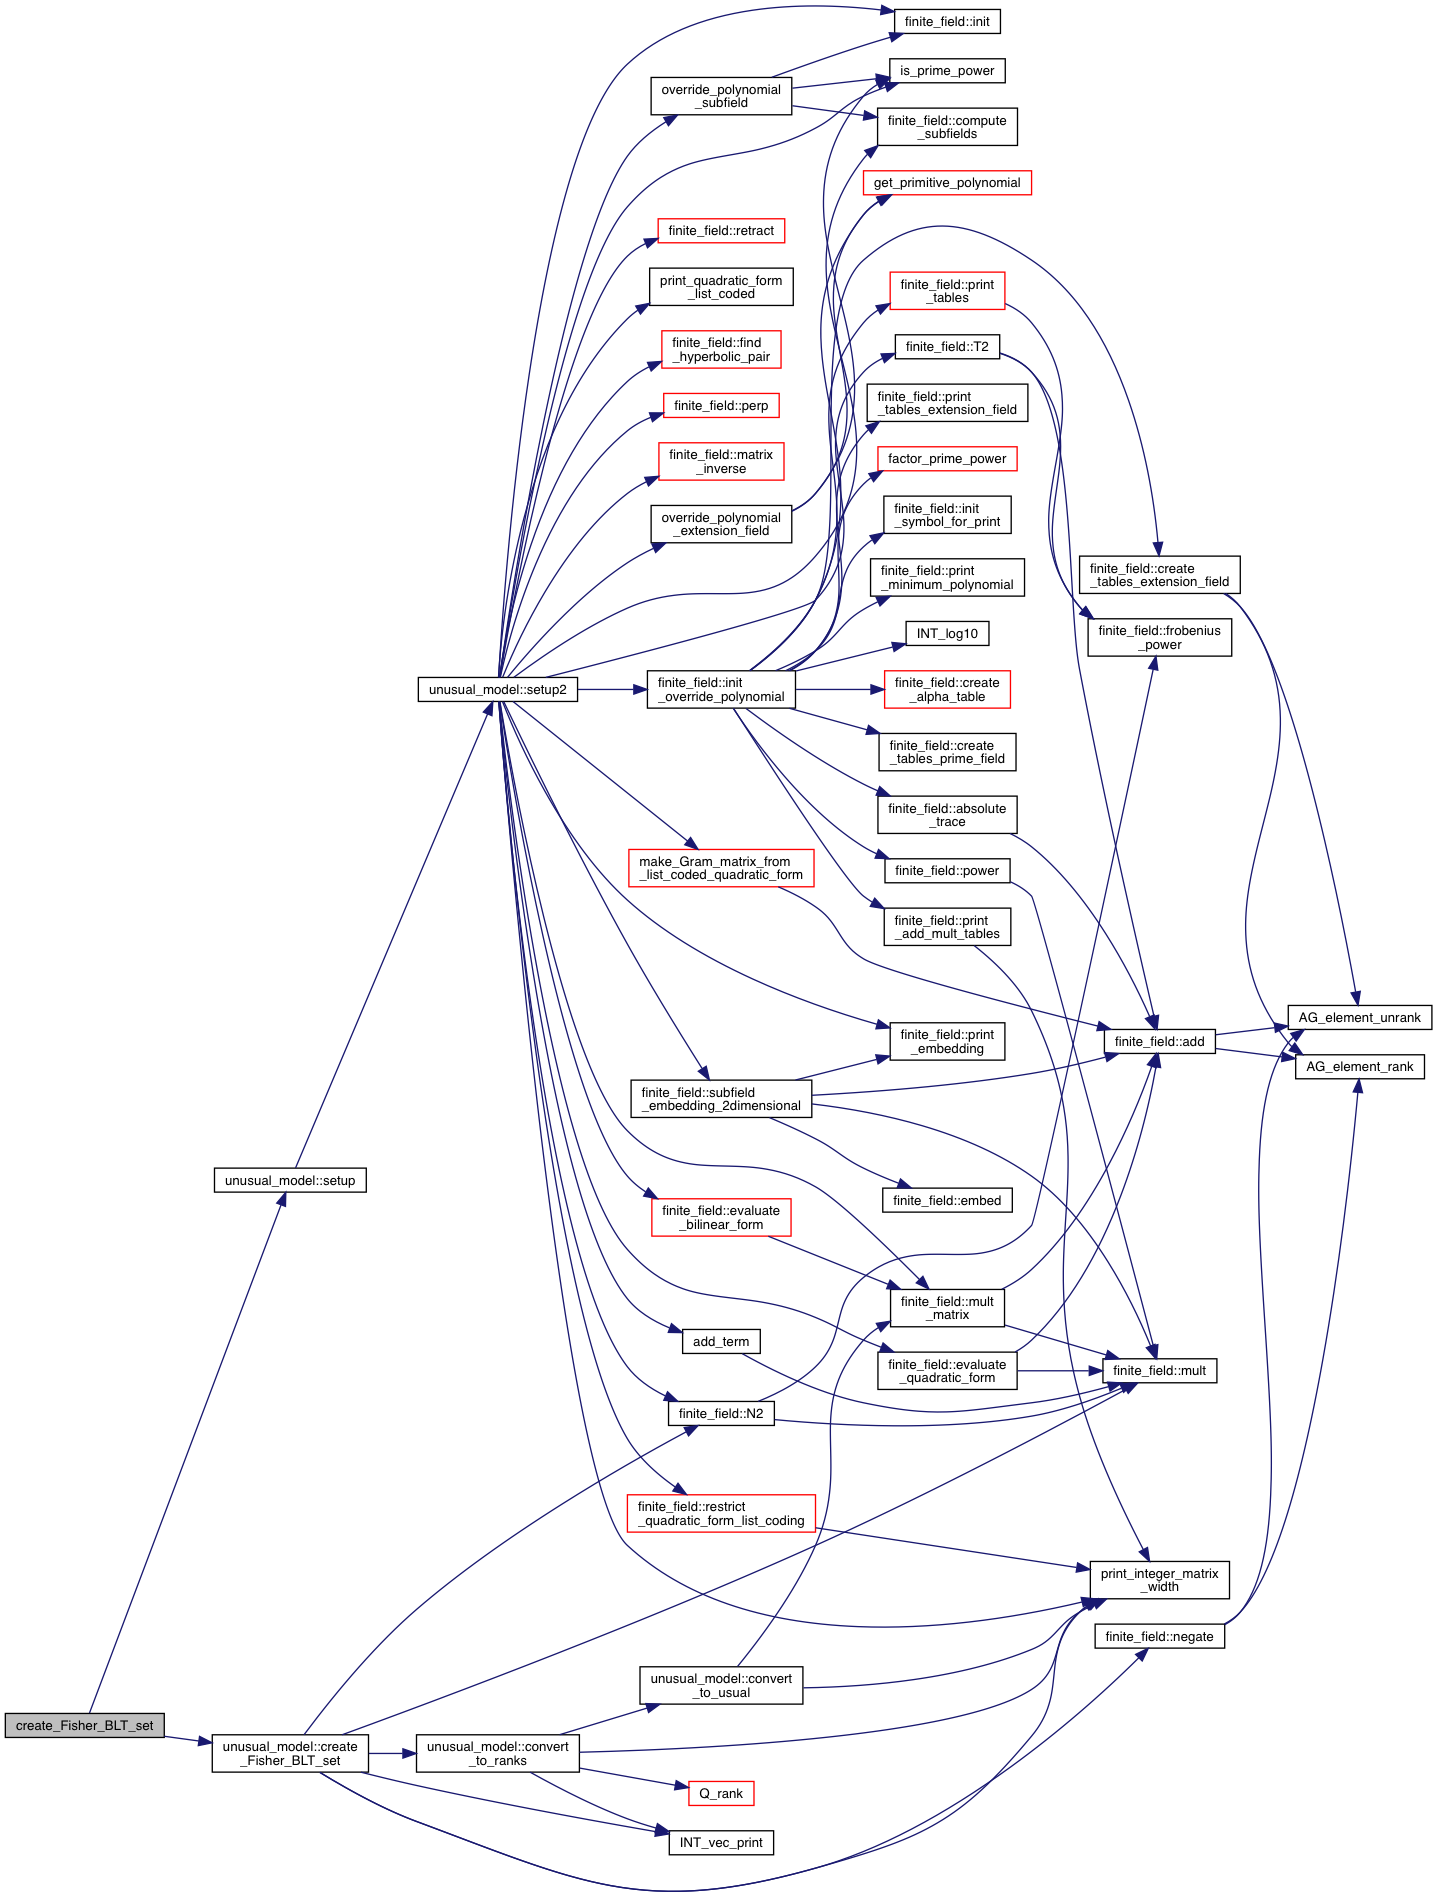 finite_field::init
is_prime_power
override_polynomial
_subfield
finite_field::compute
_subfields
get_primitive_polynomial
finite_field::retract
print_quadratic_form
_list_coded
finite_field::print
_tables
finite_field::find
_hyperbolic_pair
finite_field::T2
finite_field::perp
finite_field::print
_tables_extension_field
finite_field::matrix
_inverse
factor_prime_power
override_polynomial
_extension_field
finite_field::init
_symbol_for_print
finite_field::print
_minimum_polynomial
finite_field::create
_tables_extension_field
INT_log10
finite_field::frobenius
_power
unusual_model::setup2
finite_field::init
_override_polynomial
finite_field::create
_alpha_table
finite_field::create
_tables_prime_field
finite_field::absolute
_trace
make_Gram_matrix_from
_list_coded_quadratic_form
finite_field::power
finite_field::print
_add_mult_tables
AG_element_unrank
finite_field::print
_embedding
finite_field::add
AG_element_rank
finite_field::subfield
_embedding_2dimensional
unusual_model::setup
finite_field::embed
finite_field::evaluate
_bilinear_form
finite_field::mult
_matrix
add_term
finite_field::evaluate
_quadratic_form
finite_field::mult
finite_field::N2
finite_field::restrict
_quadratic_form_list_coding
print_integer_matrix
_width
finite_field::negate
unusual_model::convert
_to_usual
create_Fisher_BLT_set
unusual_model::create
_Fisher_BLT_set
unusual_model::convert
_to_ranks
Q_rank
INT_vec_print